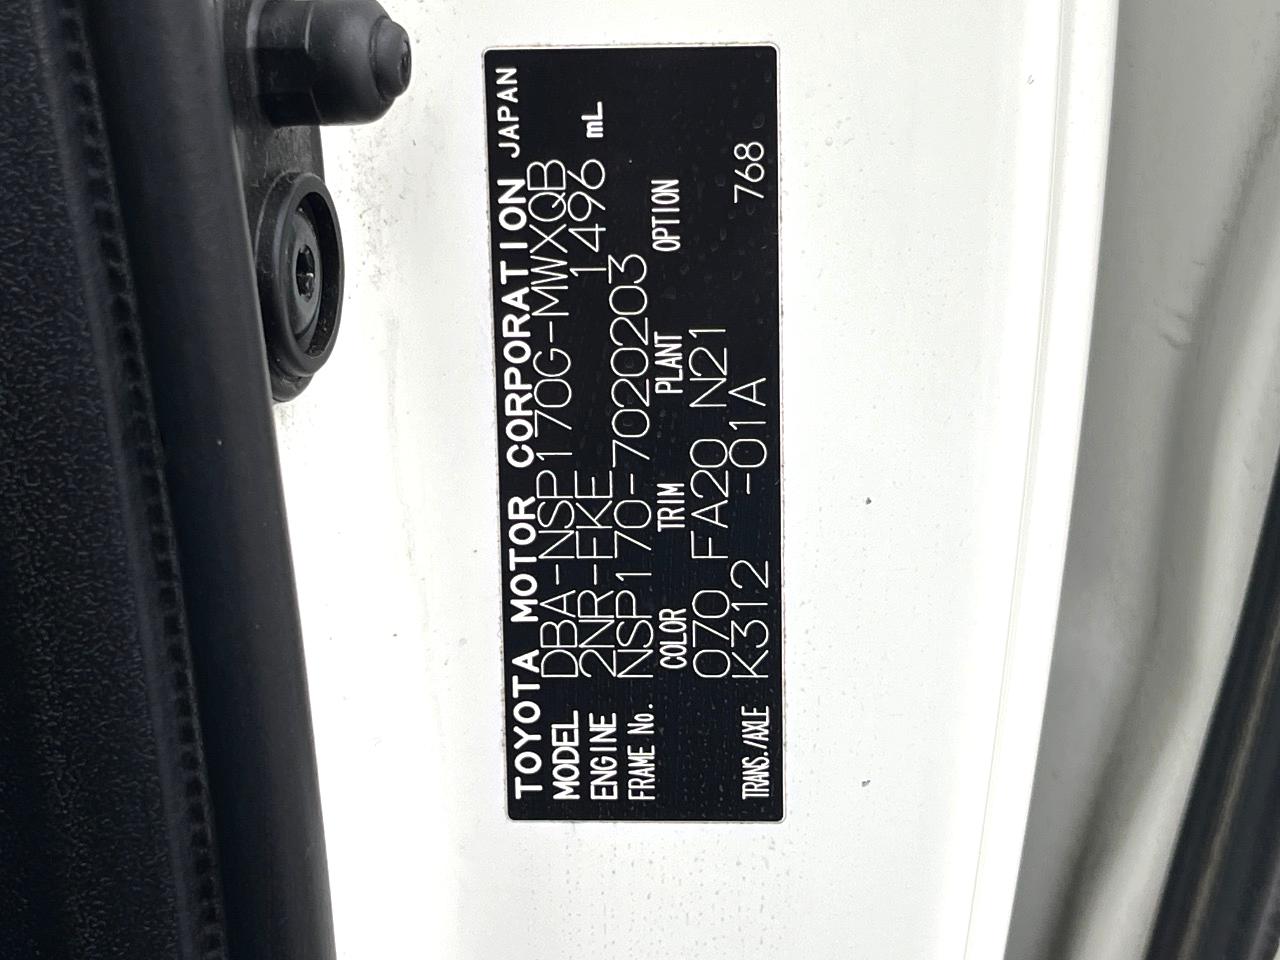 TOYOTA MOTOR CORPORATION JAPAN
MODEL DBA-NSP170G-MWXQB
ENGINE 2NR-FKE 1496 mL
FRAME No. NSP170-7020203
COLOR TRIM PLANT OPTION
070 FA20 N21
TRANS./AXLE K312 -01A 768